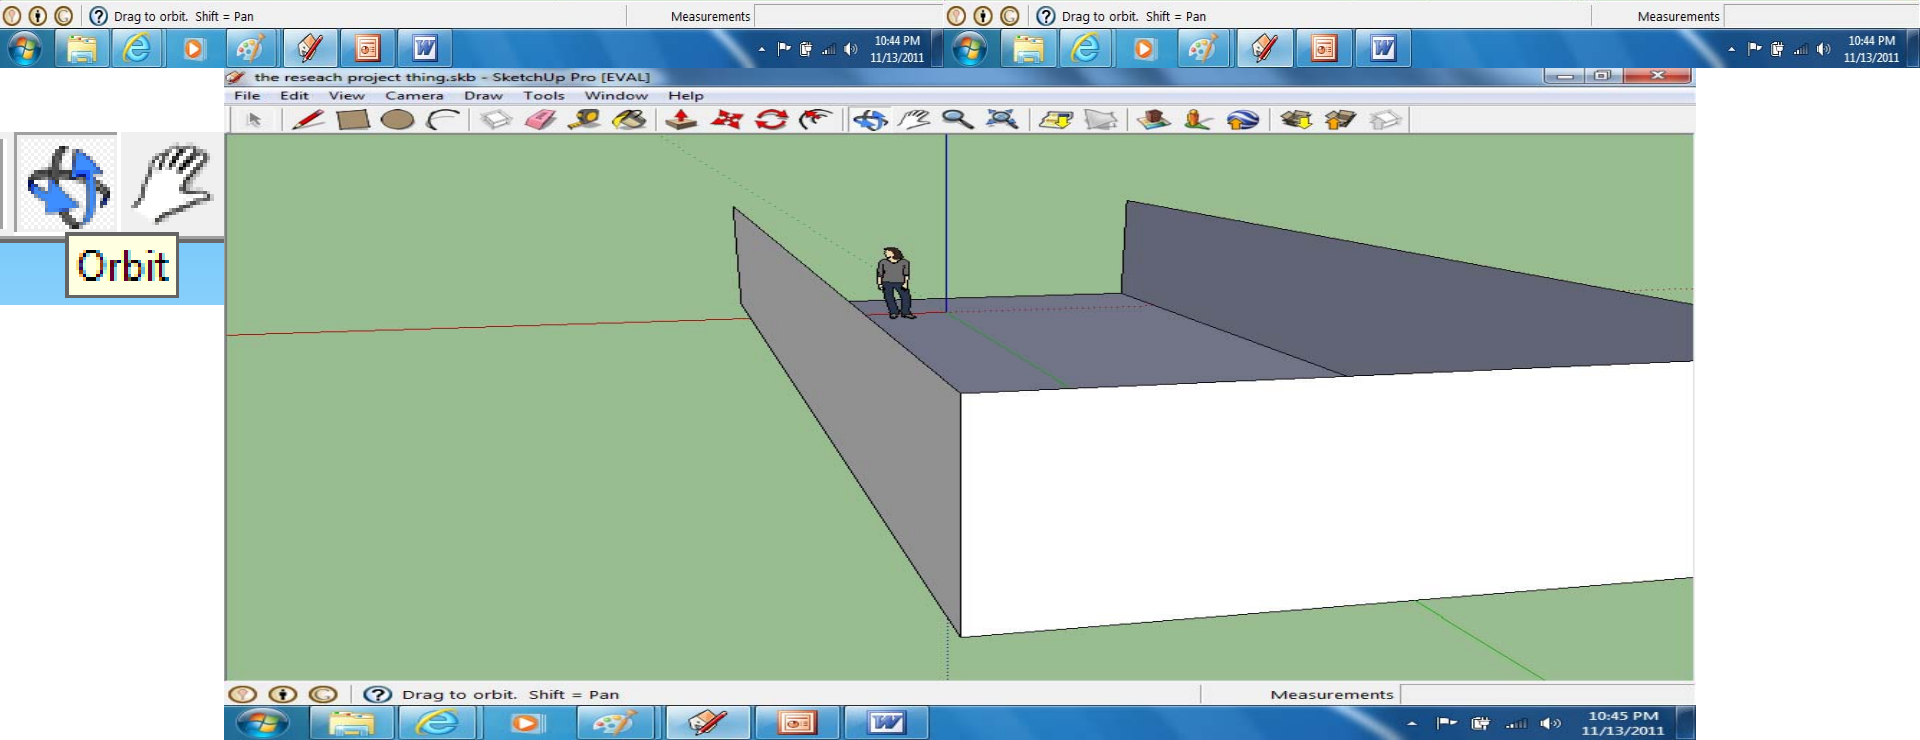 Drag to orbit. Shift = Pan
Measurements
Drag to orbit. Shift = Pan
Measurements
10:44 PM
11/13/2011
10:44 PM
11/13/2011
the reseach project thing.skb - SketchUp Pro [EVAL]
File Edit View Camera Draw Tools Window Help
Orbit
Drag to orbit. Shift = Pan
Measurements
10:45 PM
11/13/2011